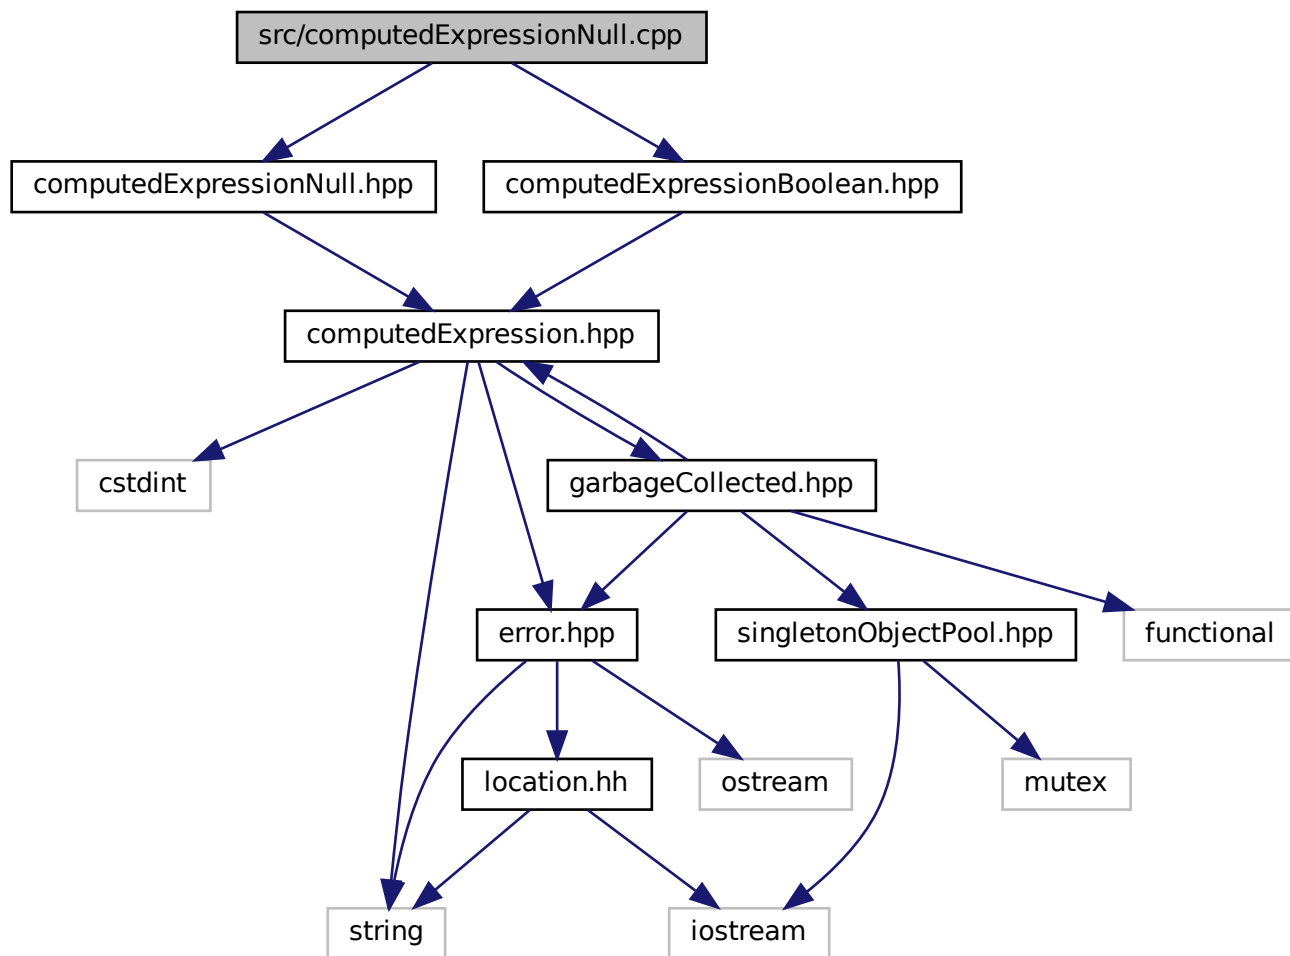 src/computedExpressionNull.cpp
computedExpressionNull.hpp
computedExpressionBoolean.hpp
computedExpression.hpp
cstdint
garbageCollected.hpp
error.hpp
singletonObjectPool.hpp
functional
location.hh
ostream
mutex
string
iostream